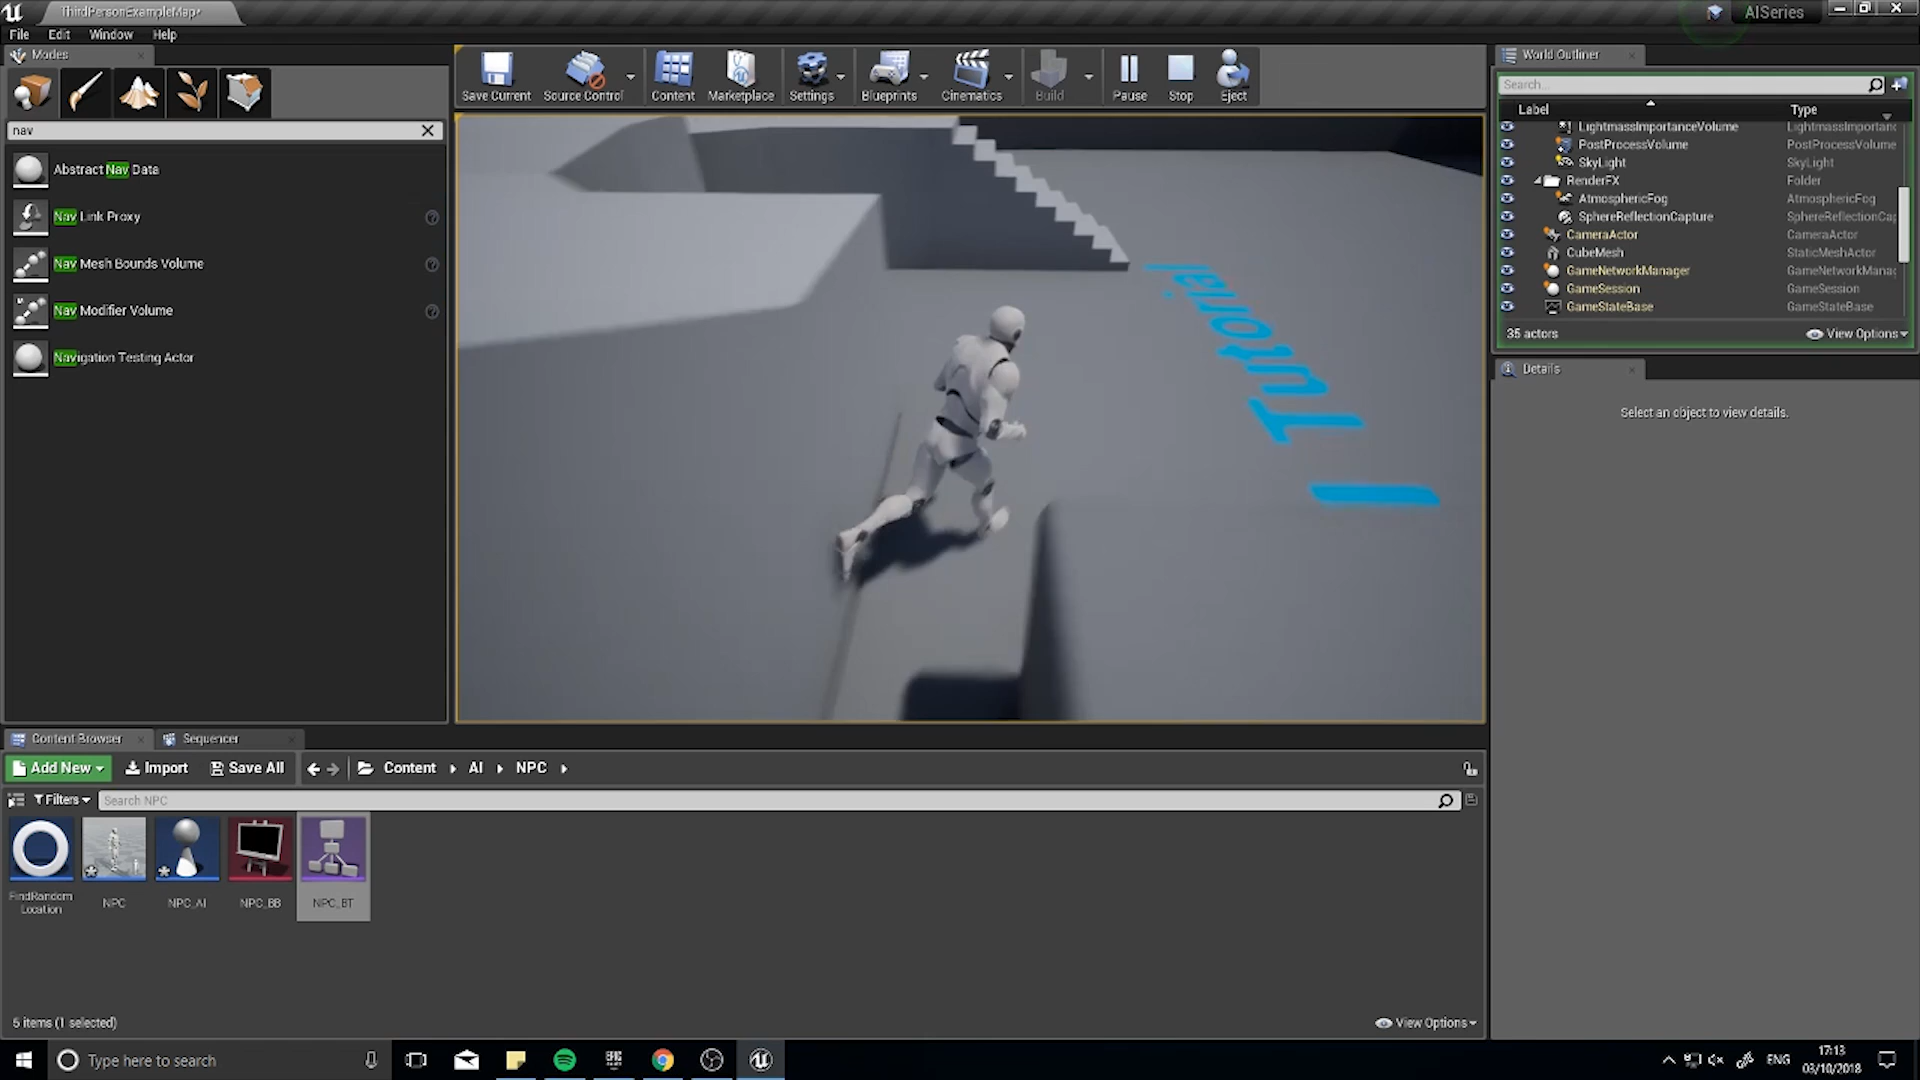 ThirdPersonExampleMap*
AISeries
File Edit Window Help
Modes
nav
Abstract Nav Data
Nav Link Proxy
Nav Mesh Bounds Volume
Nav Modifier Volume
Navigation Testing Actor
Save Current Source Control Content Marketplace Settings Blueprints Cinematics Build Pause Stop Eject
Tutorial
World Outliner
Search...
Label Type
LightmassImportanceVolume LightmassImportanc
PostProcessVolume PostProcessVolume
SkyLight SkyLight
RenderFX Folder
AtmosphericFog AtmosphericFog
SphereReflectionCapture SphereReflectionCap
CameraActor CameraActor
CubeMesh StaticMeshActor
GameNetworkManager GameNetworkManag
GameSession GameSession
GameStateBase GameStateBase
35 actors View Options
Details
Select an object to view details.
Content Browser Sequencer
Add New Import Save All Content AI NPC
Filters Search NPC
FindRandom
Location
NPC
NPC_AI
NPC_BB
NPC_BT
5 items (1 selected) View Options
Type here to search
EPIC
ENG
17:13
03/10/2018